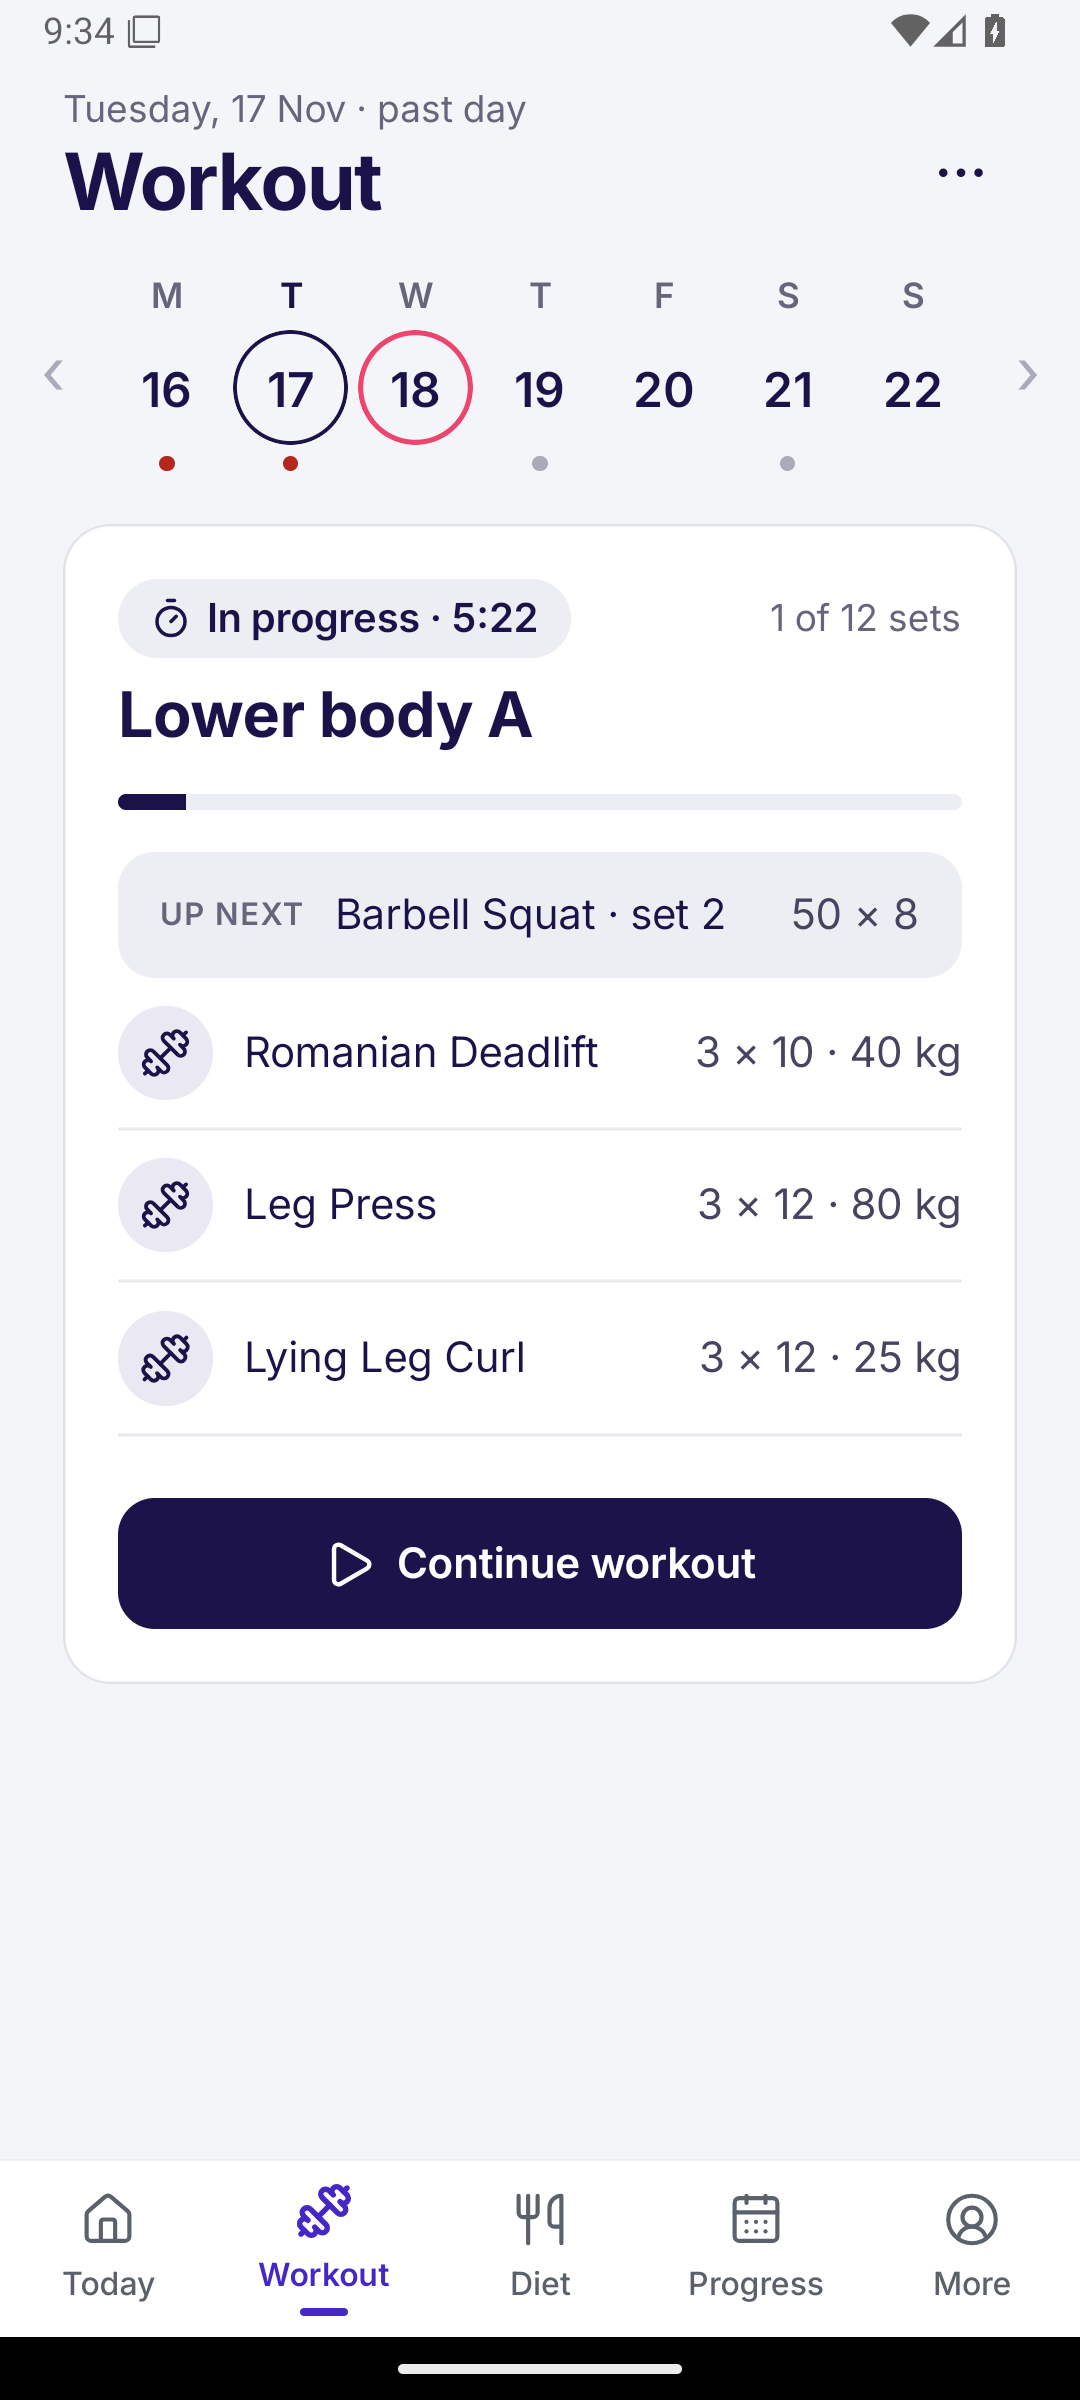 9:34
Tuesday, 17 Nov · past day
Workout
M T W T F S S
16 17 18 19 20 21 22
In progress · 5:22
1 of 12 sets
Lower body A
UP NEXT Barbell Squat · set 2 50 × 8
Romanian Deadlift 3 × 10 · 40 kg
Leg Press 3 × 12 · 80 kg
Lying Leg Curl 3 × 12 · 25 kg
Continue workout
Today Workout Diet Progress More